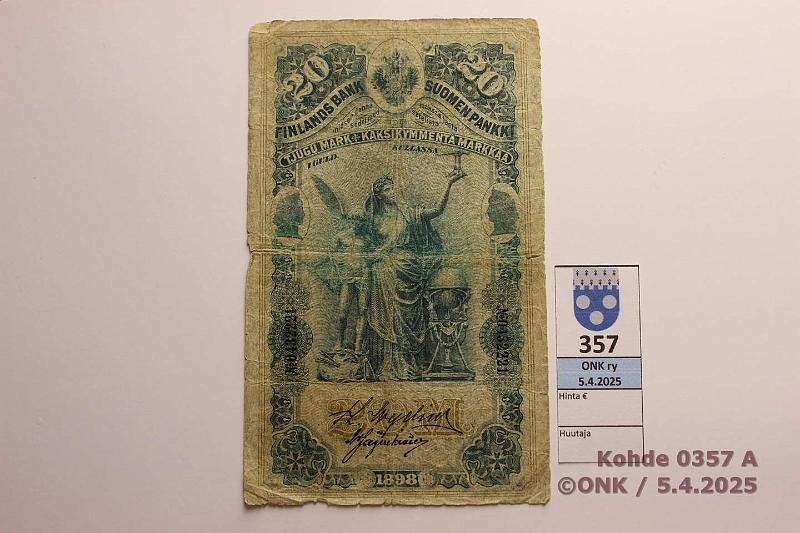 20
20
FINLANDS BANK
SUOMEN PANKKI
TJUGU MARK KAKSIKYMMENTÄ MARKKAA
I GULD.
KULLASSA
1898
357
ONK ry
5.4.2025
Hinta €
Huutaja
Kohde 0357 A
©ONK / 5.4.2025